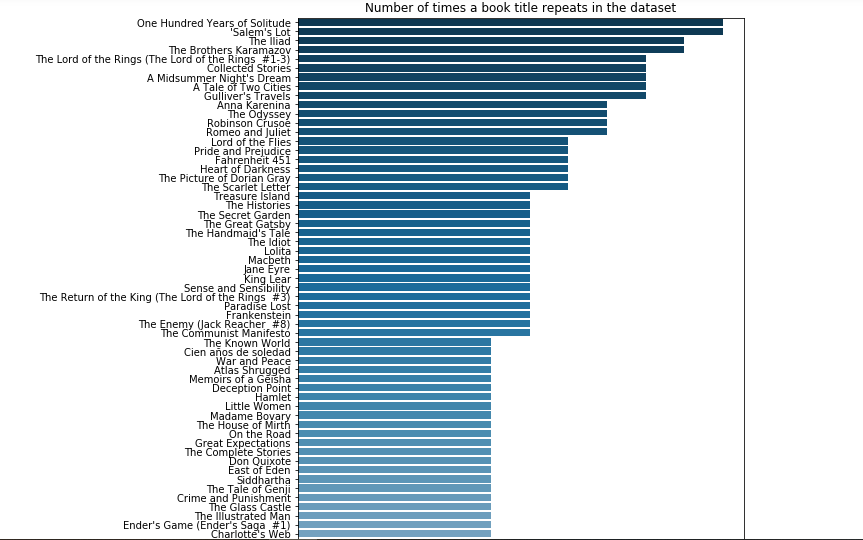 Number of times a book title repeats in the dataset
One Hundred Years of Solitude
'Salem's Lot
The Iliad
The Brothers Karamazov
The Lord of the Rings (The Lord of the Rings  #1-3)
Collected Stories
A Midsummer Night's Dream
A Tale of Two Cities
Gulliver's Travels
Anna Karenina
The Odyssey
Robinson Crusoe
Romeo and Juliet
Lord of the Flies
Pride and Prejudice
Fahrenheit 451
Heart of Darkness
The Picture of Dorian Gray
The Scarlet Letter
Treasure Island
The Histories
The Secret Garden
The Great Gatsby
The Handmaid's Tale
The Idiot
Lolita
Macbeth
Jane Eyre
King Lear
Sense and Sensibility
The Return of the King (The Lord of the Rings  #3)
Paradise Lost
Frankenstein
The Enemy (Jack Reacher  #8)
The Communist Manifesto
The Known World
Cien años de soledad
War and Peace
Atlas Shrugged
Memoirs of a Geisha
Deception Point
Hamlet
Little Women
Madame Bovary
The House of Mirth
On the Road
Great Expectations
The Complete Stories
Don Quixote
East of Eden
Siddhartha
The Tale of Genji
Crime and Punishment
The Glass Castle
The Illustrated Man
Ender's Game (Ender's Saga  #1)
Charlotte's Web